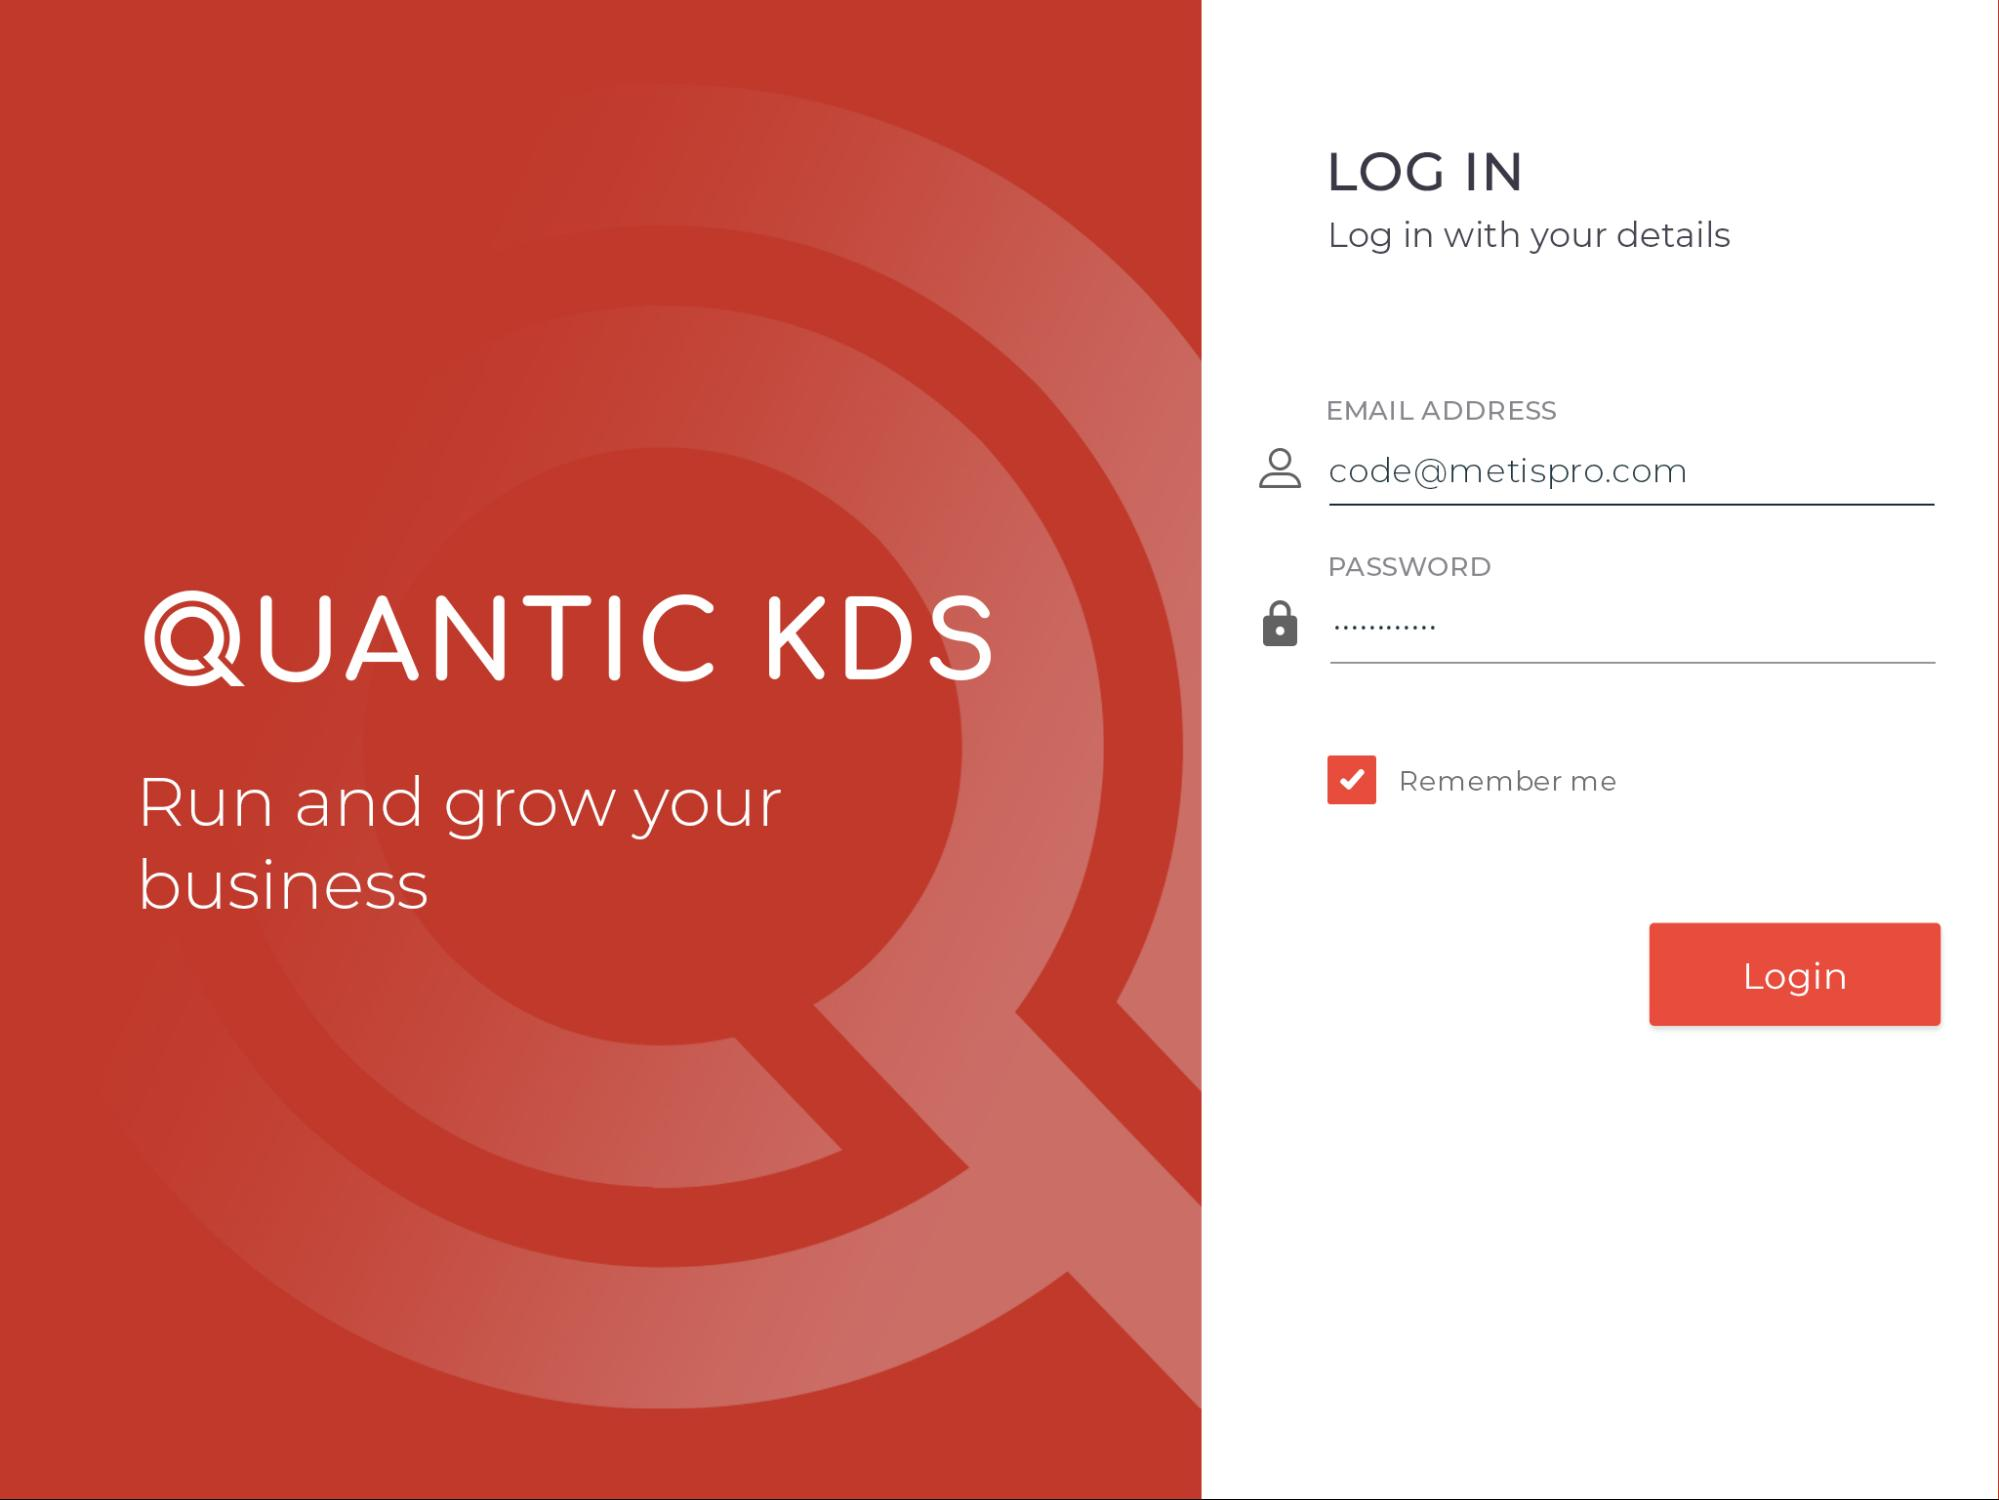 QUANTIC KDS
Run and grow your
business
LOG IN
Log in with your details
EMAIL ADDRESS
code@metispro.com
PASSWORD
............
Remember me
Login